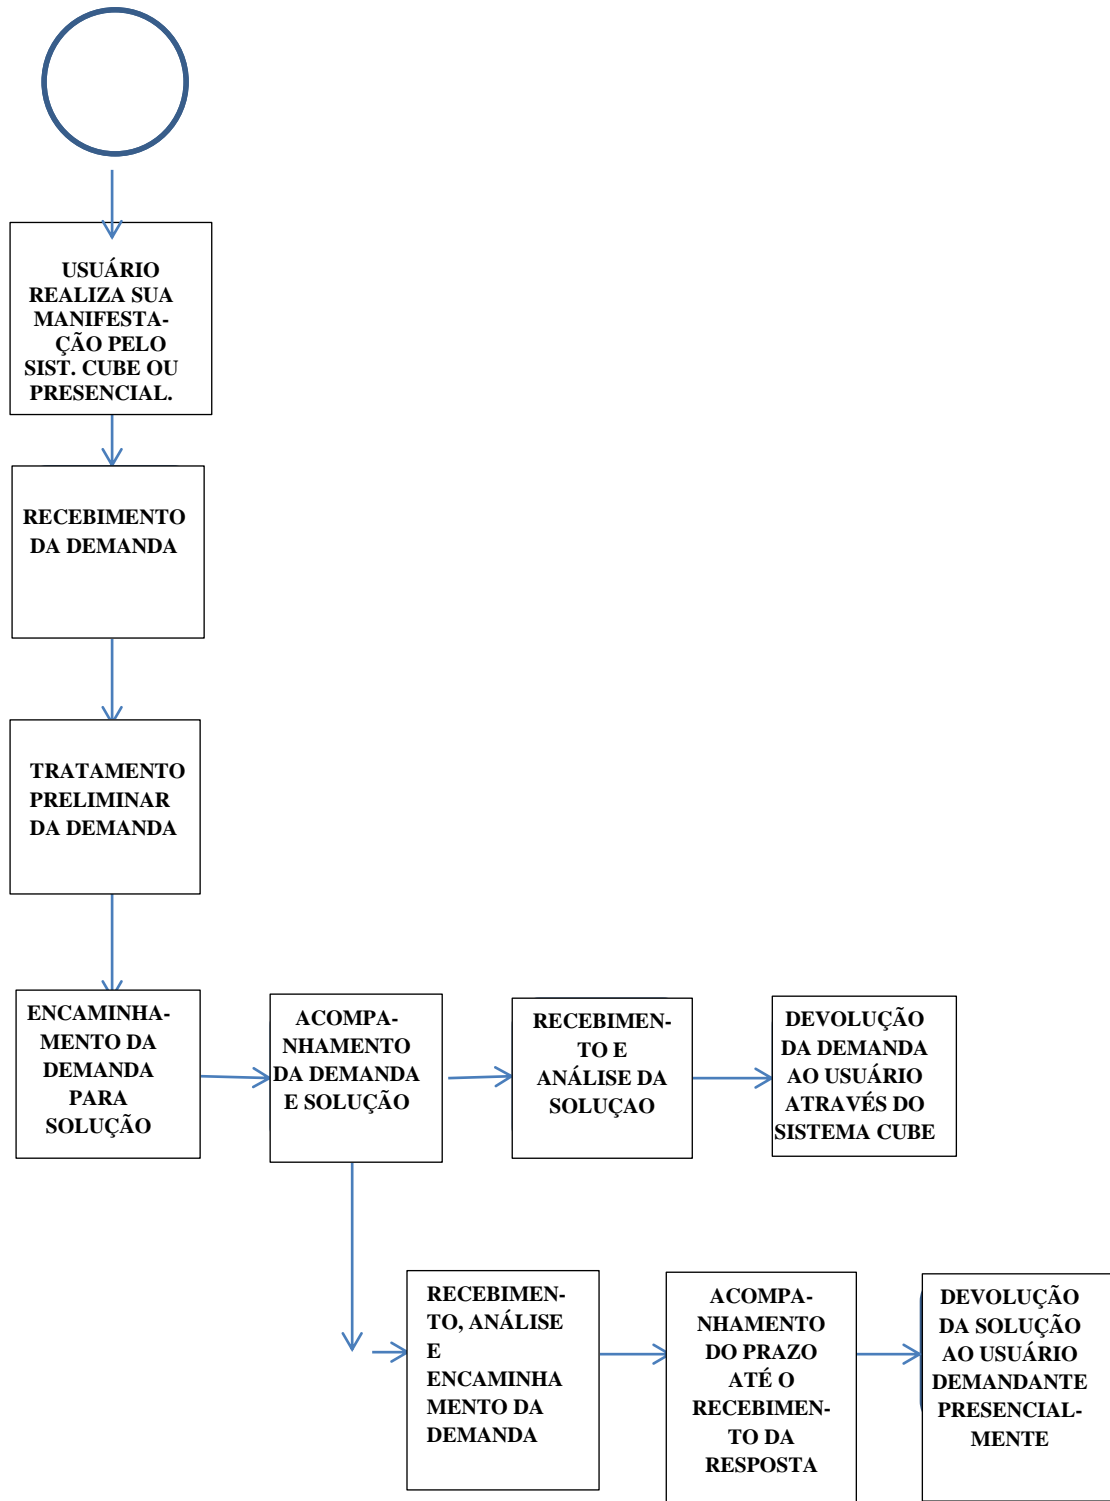 USUÁRIO
REALIZA SUA
MANIFESTA-
ÇÃO PELO
SIST. CUBE OU
PRESENCIAL.
RECEBIMENTO
DA DEMANDA
TRATAMENTO
PRELIMINAR
DA DEMANDA
ENCAMINHA-
MENTO DA
DEMANDA
PARA
SOLUÇÃO
ACOMPA-
NHAMENTO
DA DEMANDA
E SOLUÇÃO
RECEBIMEN-
TO E
ANÁLISE DA
SOLUÇAO
DEVOLUÇÃO
DA DEMANDA
AO USUÁRIO
ATRAVÉS DO
SISTEMA CUBE
RECEBIMEN-
TO, ANÁLISE
E
ENCAMINHA
MENTO DA
DEMANDA
ACOMPA-
NHAMENTO
DO PRAZO
ATÉ O
RECEBIMEN-
TO DA
RESPOSTA
DEVOLUÇÃO
DA SOLUÇÃO
AO USUÁRIO
DEMANDANTE
PRESENCIAL-
MENTE